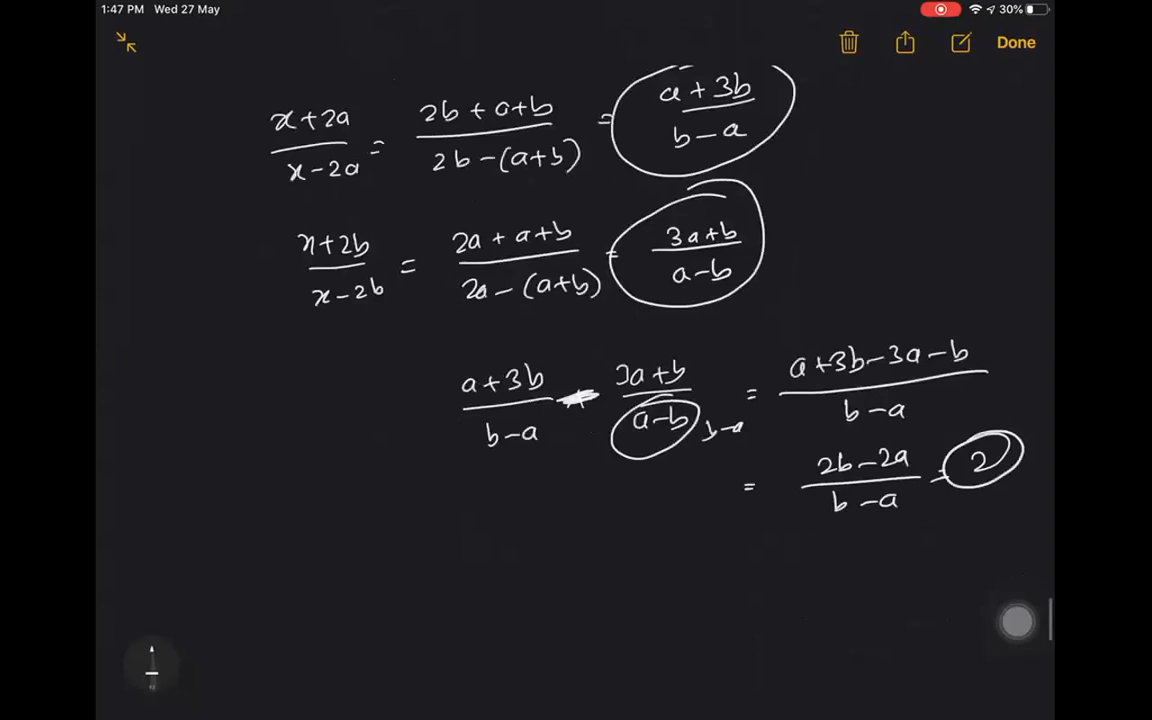 1:47 PM Wed 27 May 30%
Done
x+2a/x-2a = 2b+a+b/2b-(a+b) = a+3b/b-a
x+2b/x-2b = 2a+a+b/2a-(a+b) = 3a+b/a-b
a+3b/b-a - 3a+b/a-b b-a = a+3b-3a-b/b-a
= 2b-2a/b-a = 2